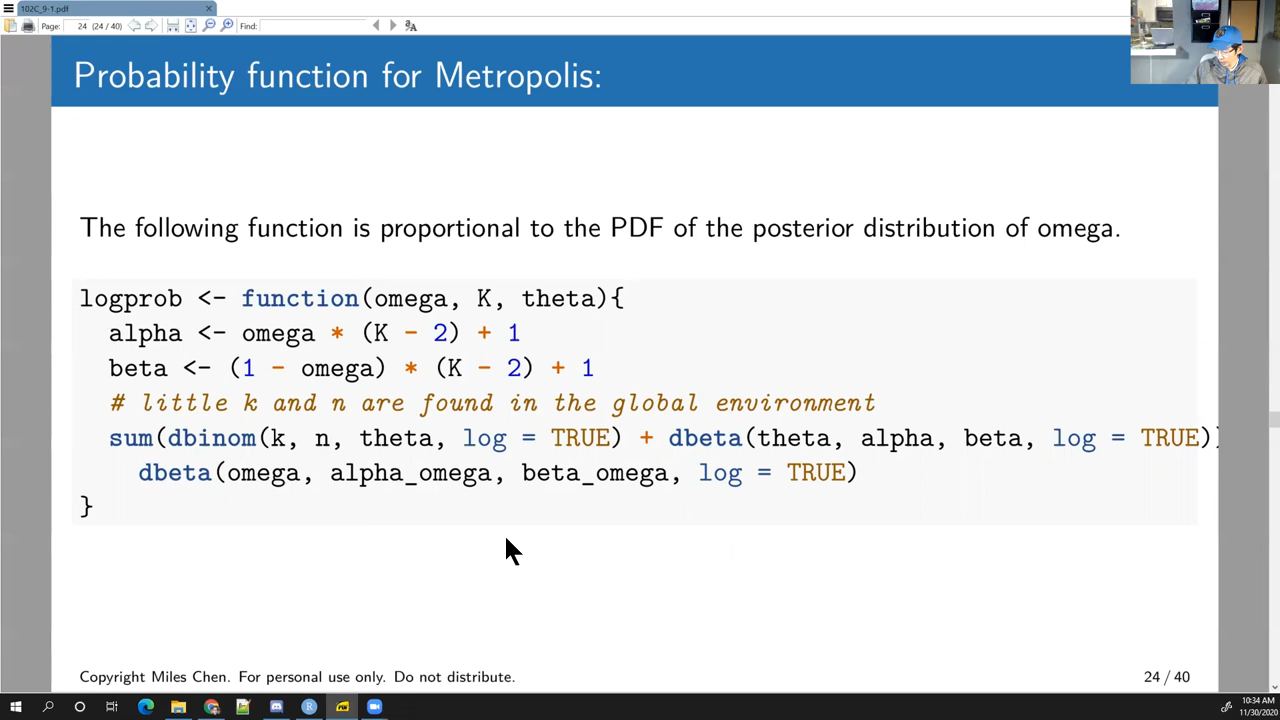 102C_9-1.pdf
Page: 24 (24 / 40) Find:
Probability function for Metropolis:
The following function is proportional to the PDF of the posterior distribution of omega.
logprob <- function(omega, K, theta){
alpha <- omega * (K - 2) + 1
beta <- (1 - omega) * (K - 2) + 1
# little k and n are found in the global environment
sum(dbinom(k, n, theta, log = TRUE) + dbeta(theta, alpha, beta, log = TRUE))
dbeta(omega, alpha_omega, beta_omega, log = TRUE)
}
Copyright Miles Chen. For personal use only. Do not distribute.
24 / 40
10:34 AM
11/30/2020